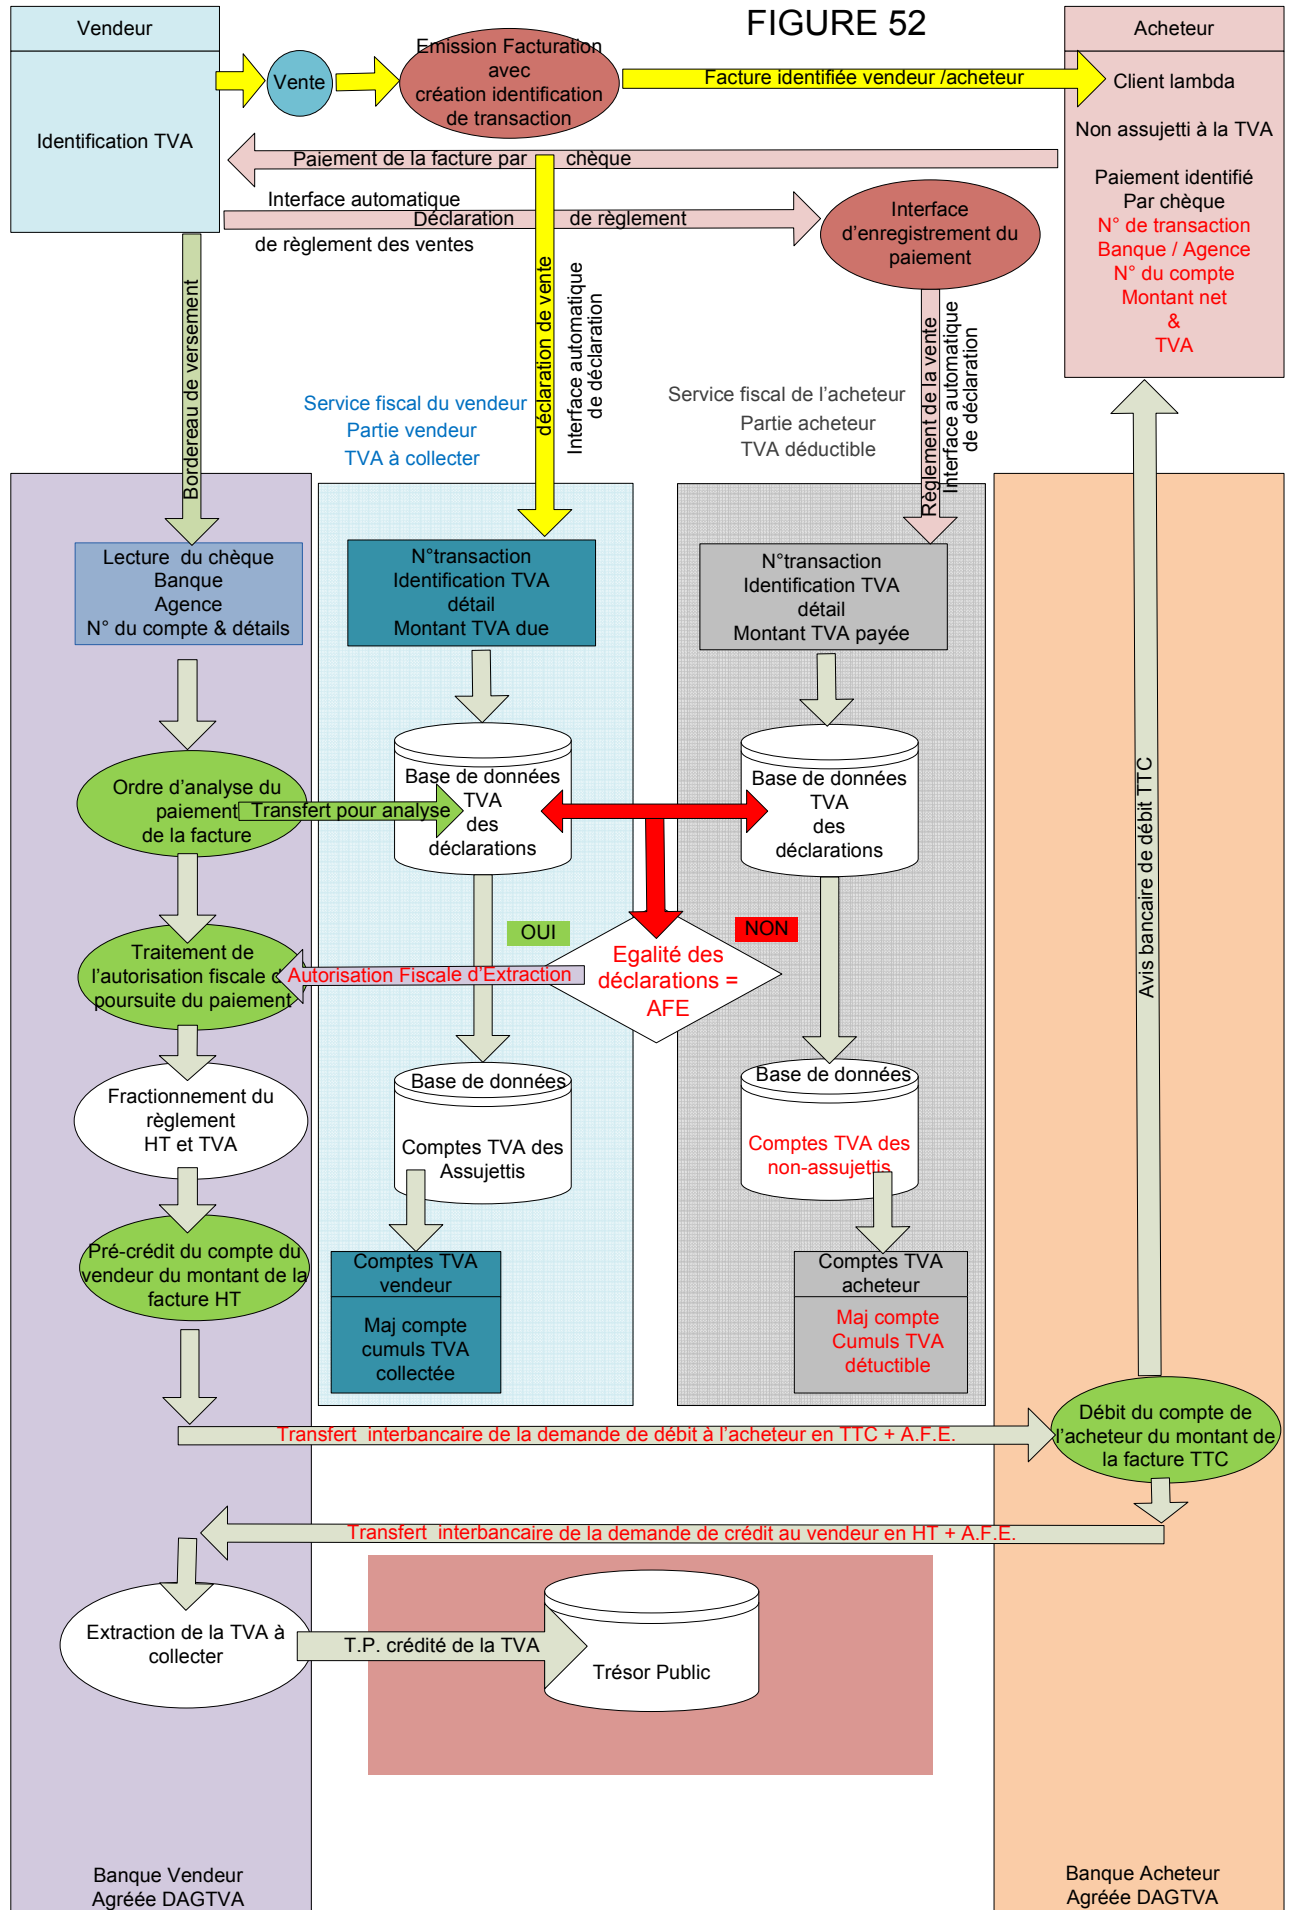 FIGURE 52
Vendeur
Identification TVA
Vente
Emission Facturation
avec
création identification
de transaction
Facture identifiée vendeur /acheteur
Acheteur
Client lambda
Non assujetti à la TVA
Paiement identifié
Par chèque
N° de transaction
Banque / Agence
N° du compte
Montant net
&
TVA
Paiement de la facture par chèque
Interface automatique
Déclaration de règlement
de règlement des ventes
Interface
d'enregistrement du
paiement
Bordereau de versement
déclaration de vente
Interface automatique
de déclaration
Règlement de la vente
Interface automatique
de déclaration
Service fiscal du vendeur
Partie vendeur
TVA à collecter
Service fiscal de l'acheteur
Partie acheteur
TVA déductible
Lecture du chèque
Banque
Agence
N° du compte & détails
N°transaction
Identification TVA
détail
Montant TVA due
N°transaction
Identification TVA
détail
Montant TVA payée
Ordre d'analyse du
paiement
de la facture
Transfert pour analyse
Base de données
TVA
des
déclarations
Base de données
TVA
des
déclarations
OUI
NON
Egalité des
déclarations =
AFE
Autorisation Fiscale d'Extraction
Traitement de
l'autorisation fiscale
poursuite du paiement
Fractionnement du
règlement
HT et TVA
Base de données
Comptes TVA des
Assujettis
Base de données
Comptes TVA des
non-assujettis
Pré-crédit du compte du
vendeur du montant de la
facture HT
Comptes TVA
vendeur
Maj compte
cumuls TVA
collectée
Comptes TVA
acheteur
Maj compte
Cumuls TVA
détuctible
Avis bancaire de débit TTC
Transfert interbancaire de la demande de débit à l'acheteur en TTC + A.F.E.
Débit du compte de
l'acheteur du montant de
la facture TTC
Transfert interbancaire de la demande de crédit au vendeur en HT + A.F.E.
Extraction de la TVA à
collecter
T.P. crédité de la TVA
Trésor Public
Banque Vendeur
Agréée DAGTVA
Banque Acheteur
Agréée DAGTVA